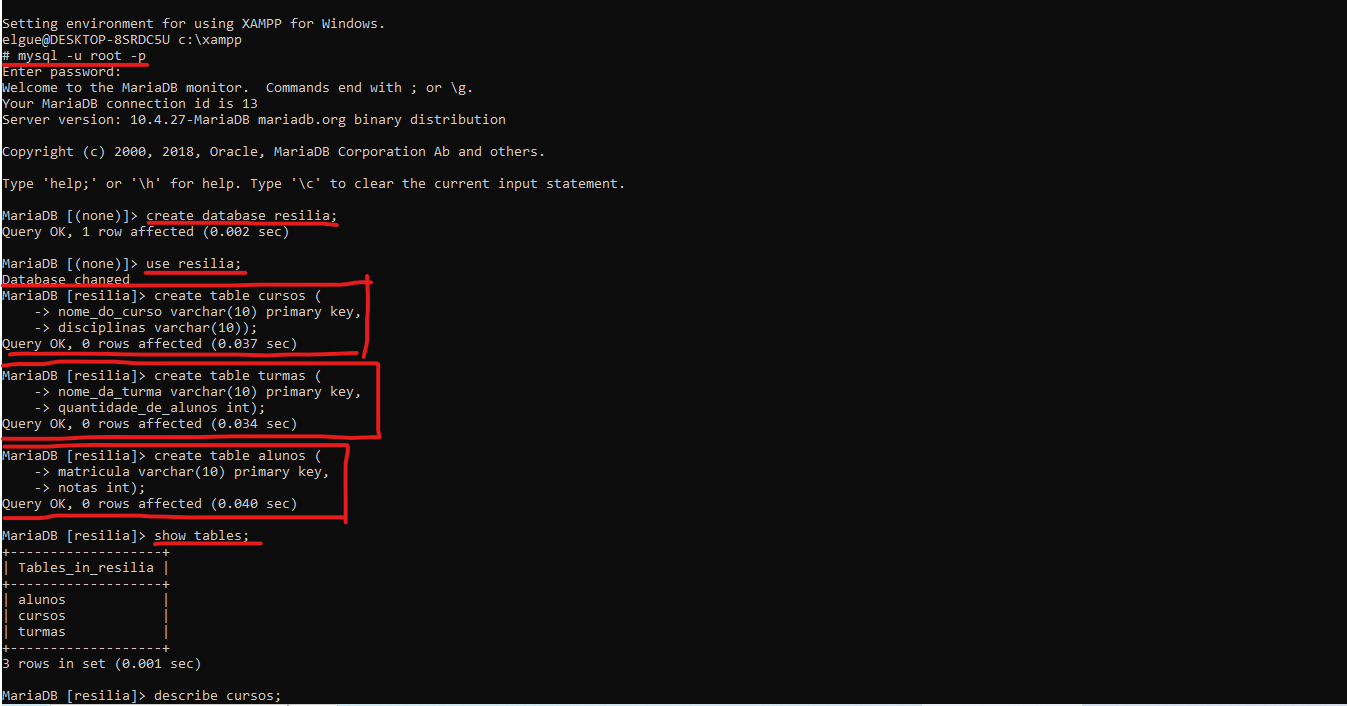 Setting environment for using XAMPP for Windows.
elgue@DESKTOP-8SRDC5U c:\xampp
# mysql -u root -p
Enter password:
Welcome to the MariaDB monitor.  Commands end with ; or \g.
Your MariaDB connection id is 13
Server version: 10.4.27-MariaDB mariadb.org binary distribution
Copyright (c) 2000, 2018, Oracle, MariaDB Corporation Ab and others.
Type 'help;' or '\h' for help. Type '\c' to clear the current input statement.
MariaDB [(none)]> create database resilia;
Query OK, 1 row affected (0.002 sec)
MariaDB [(none)]> use resilia;
Database changed
MariaDB [resilia]> create table cursos (
    -> nome_do_curso varchar(10) primary key,
    -> disciplinas varchar(10));
Query OK, 0 rows affected (0.037 sec)
MariaDB [resilia]> create table turmas (
    -> nome_da_turma varchar(10) primary key,
    -> quantidade_de_alunos int);
Query OK, 0 rows affected (0.034 sec)
MariaDB [resilia]> create table alunos (
    -> matricula varchar(10) primary key,
    -> notas int);
Query OK, 0 rows affected (0.040 sec)
MariaDB [resilia]> show tables;
+-------------------+
| Tables_in_resilia |
+-------------------+
| alunos            |
| cursos            |
| turmas            |
+-------------------+
3 rows in set (0.001 sec)
MariaDB [resilia]> describe cursos;